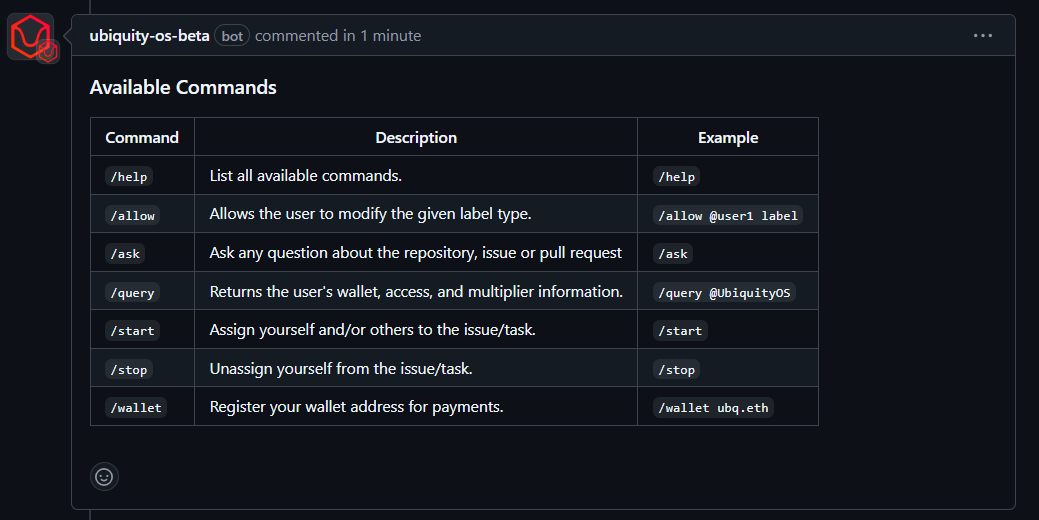 ubiquity-os-beta bot commented in 1 minute
Available Commands
Command Description Example
/help List all available commands. /help
/allow Allows the user to modify the given label type. /allow @user1 label
/ask Ask any question about the repository, issue or pull request /ask
/query Returns the user's wallet, access, and multiplier information. /query @UbiquityOS
/start Assign yourself and/or others to the issue/task. /start
/stop Unassign yourself from the issue/task. /stop
/wallet Register your wallet address for payments. /wallet ubq.eth